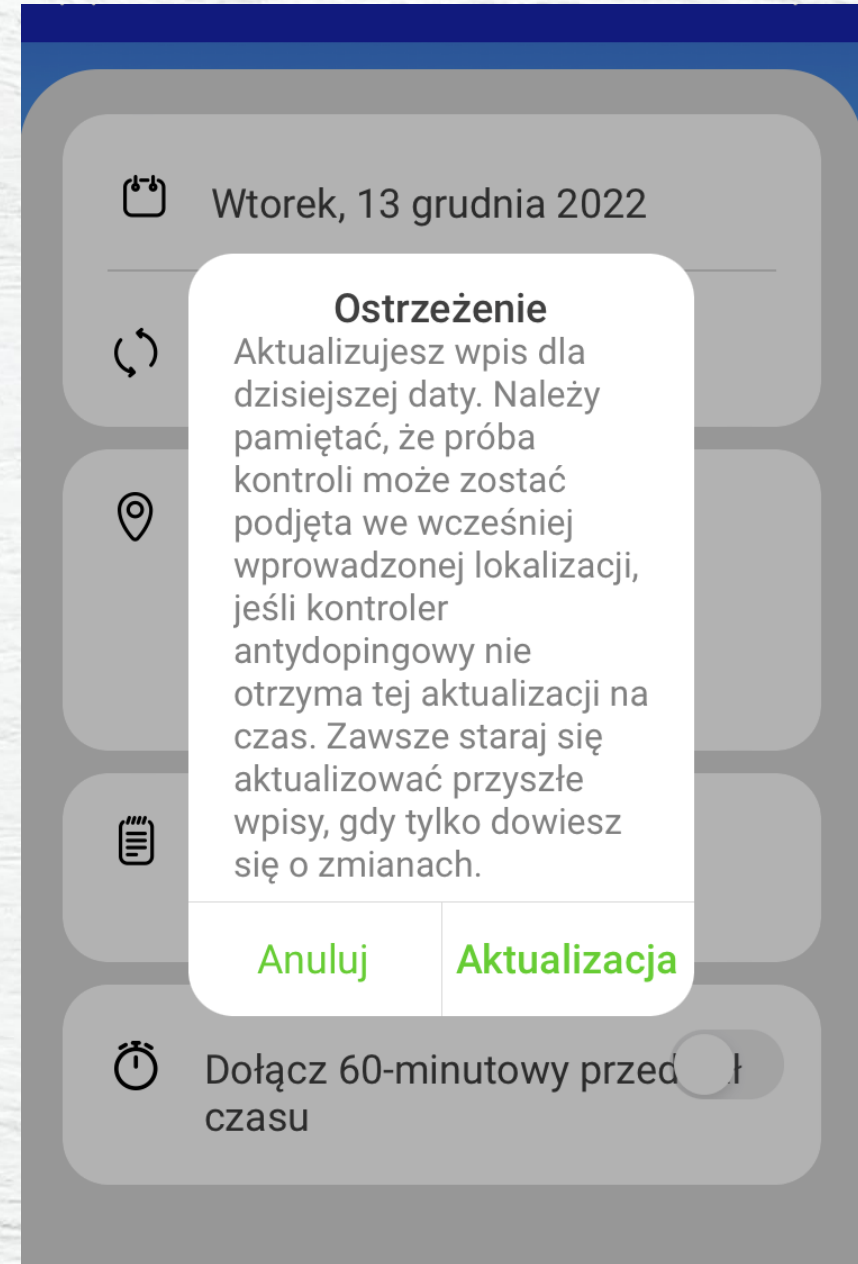 Wtorek, 13 grudnia 2022
Ostrzeżenie
Aktualizujesz wpis dla
dzisiejszej daty. Należy
pamiętać, że próba
kontroli może zostać
podjęta we wcześniej
wprowadzonej lokalizacji,
jeśli kontroler
antydopingowy nie
otrzyma tej aktualizacji na
czas. Zawsze staraj się
aktualizować przyszłe
wpisy, gdy tylko dowiesz
się o zmianach.
Anuluj Aktualizacja
Dołącz 60-minutowy
czasu